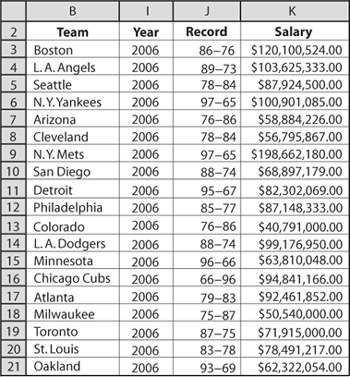 B I J K
2 Team Year Record Salary
3 Boston 2006 86–76 $120,100,524.00
4 L.A. Angels 2006 89–73 $103,625,333.00
5 Seattle 2006 78–84 $87,924,500.00
6 N.Y. Yankees 2006 97–65 $100,901,085.00
7 Arizona 2006 76–86 $58,884,226.00
8 Cleveland 2006 78–84 $56,795,867.00
9 N.Y. Mets 2006 97–65 $198,662,180.00
10 San Diego 2006 88–74 $68,897,179.00
11 Detroit 2006 95–67 $82,302,069.00
12 Philadelphia 2006 85–77 $87,148,333.00
13 Colorado 2006 76–86 $40,791,000.00
14 L.A. Dodgers 2006 88–74 $99,176,950.00
15 Minnesota 2006 96–66 $63,810,048.00
16 Chicago Cubs 2006 66–96 $94,841,166.00
17 Atlanta 2006 79–83 $92,461,852.00
18 Milwaukee 2006 75–87 $50,540,000.00
19 Toronto 2006 87–75 $71,915,000.00
20 St. Louis 2006 83–78 $78,491,217.00
21 Oakland 2006 93–69 $62,322,054.00